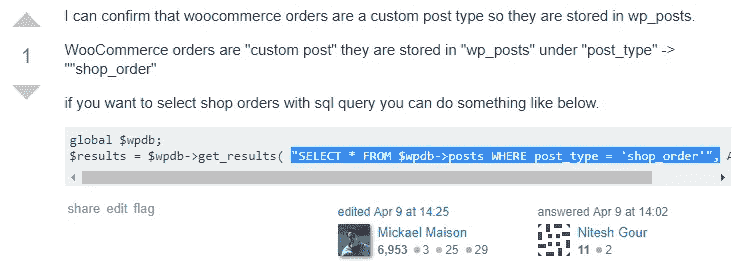 I can confirm that woocommerce orders are a custom post type so they are stored in wp_posts.
1
WooCommerce orders are "custom post" they are stored in "wp_posts" under "post_type" ->
""shop_order"
if you want to select shop orders with sql query you can do something like below.
global $wpdb;
$results = $wpdb->get_results( "SELECT * FROM $wpdb->posts WHERE post_type = 'shop_order'", A
share edit flag
edited Apr 9 at 14:25
Mickael Maison
6,953 3 25 29
answered Apr 9 at 14:02
Nitesh Gour
11 2